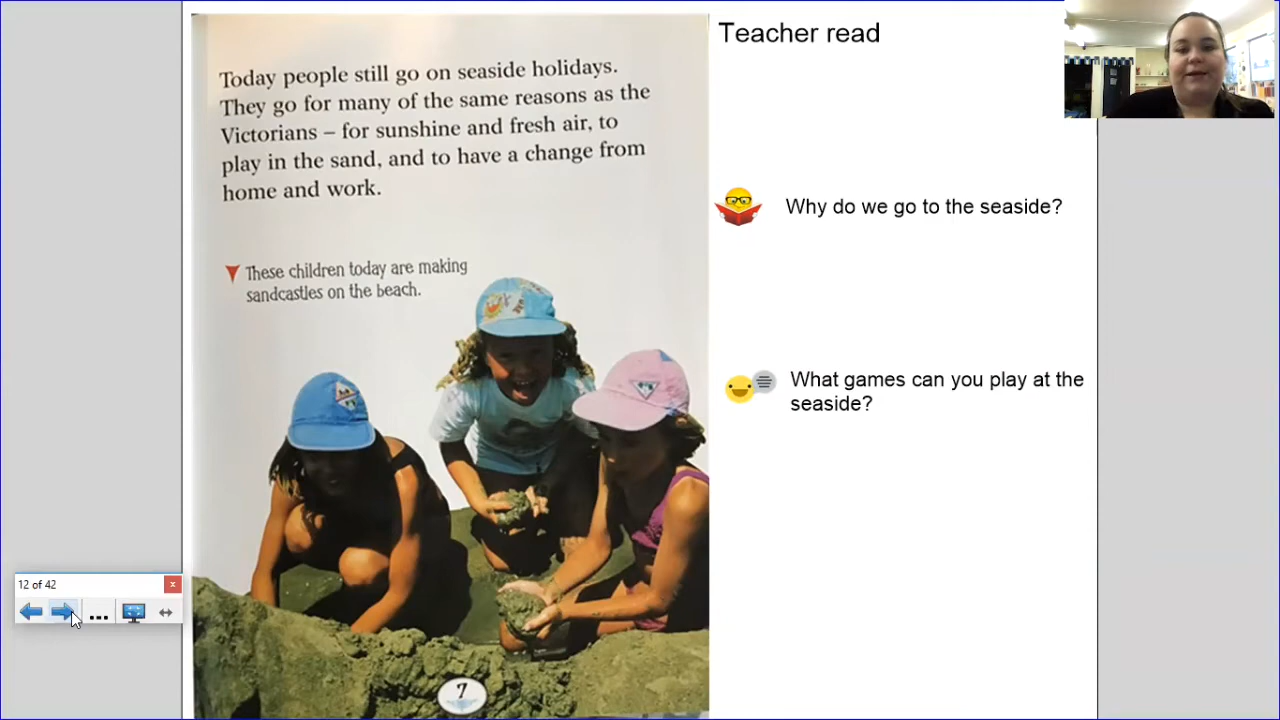 Today people still go on seaside holidays.
They go for many of the same reasons as the
Victorians – for sunshine and fresh air, to
play in the sand, and to have a change from
home and work.
These children today are making
sandcastles on the beach.
7
Teacher read
Why do we go to the seaside?
What games can you play at the
seaside?
12 of 42